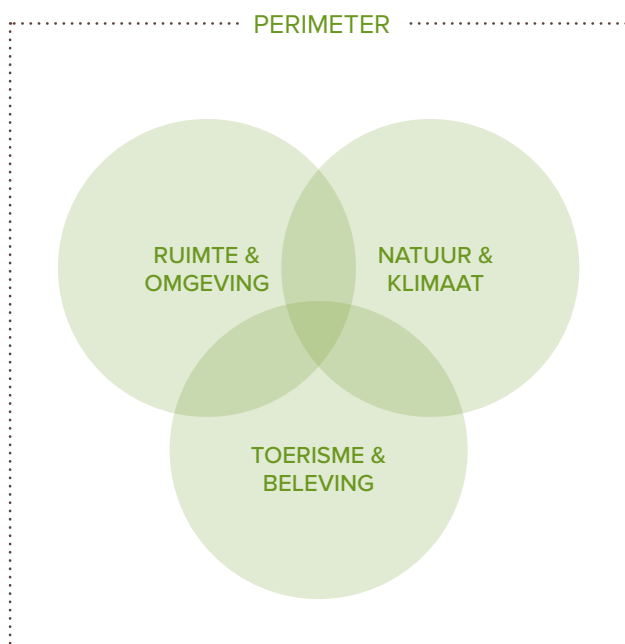 PERIMETER
RUIMTE &
OMGEVING
NATUUR &
KLIMAAT
TOERISME &
BELEVING